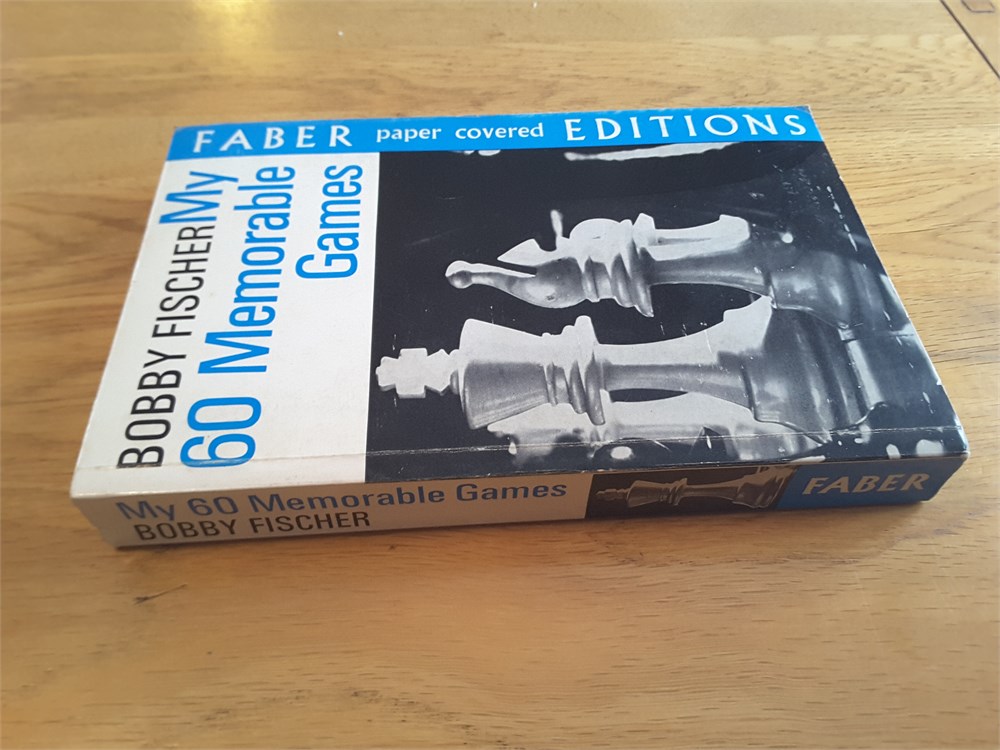 FABER paper covered EDITIONS
BOBBY FISCHER My
60 Memorable
Games
My 60 Memorable Games
BOBBY FISCHER
FABER